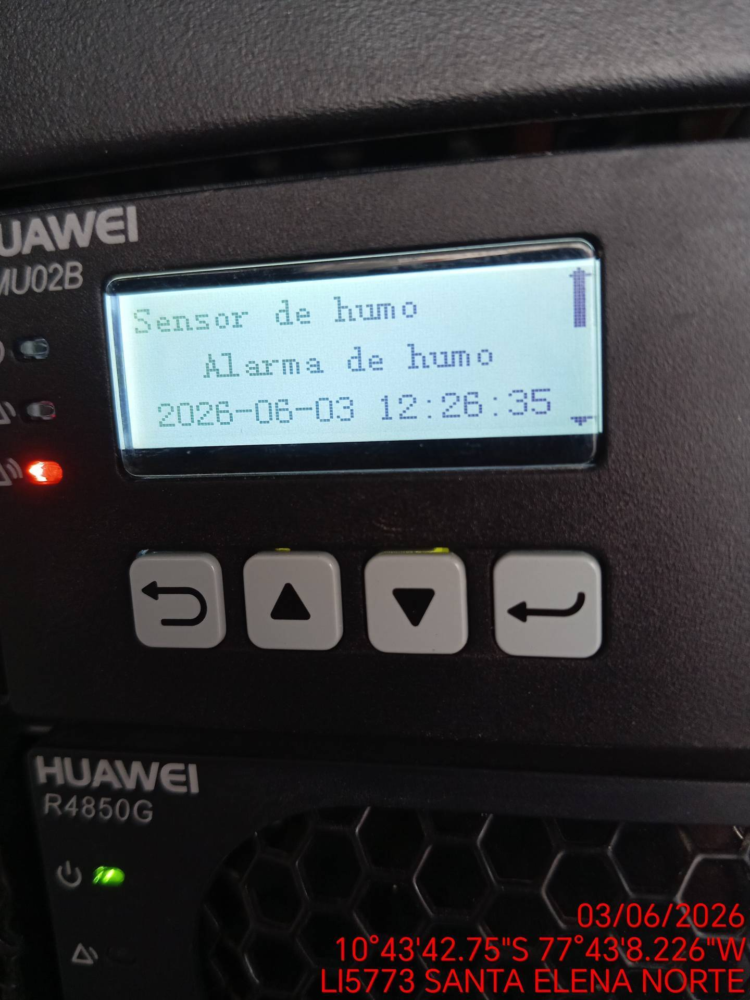 HUAWEI
MU02B
Sensor de humo
Alarma de humo
2026-06-03 12:26:35
HUAWEI
R4850G
03/06/2026
10°43'42.75"S 77°43'8.226"W
LI5773 SANTA ELENA NORTE